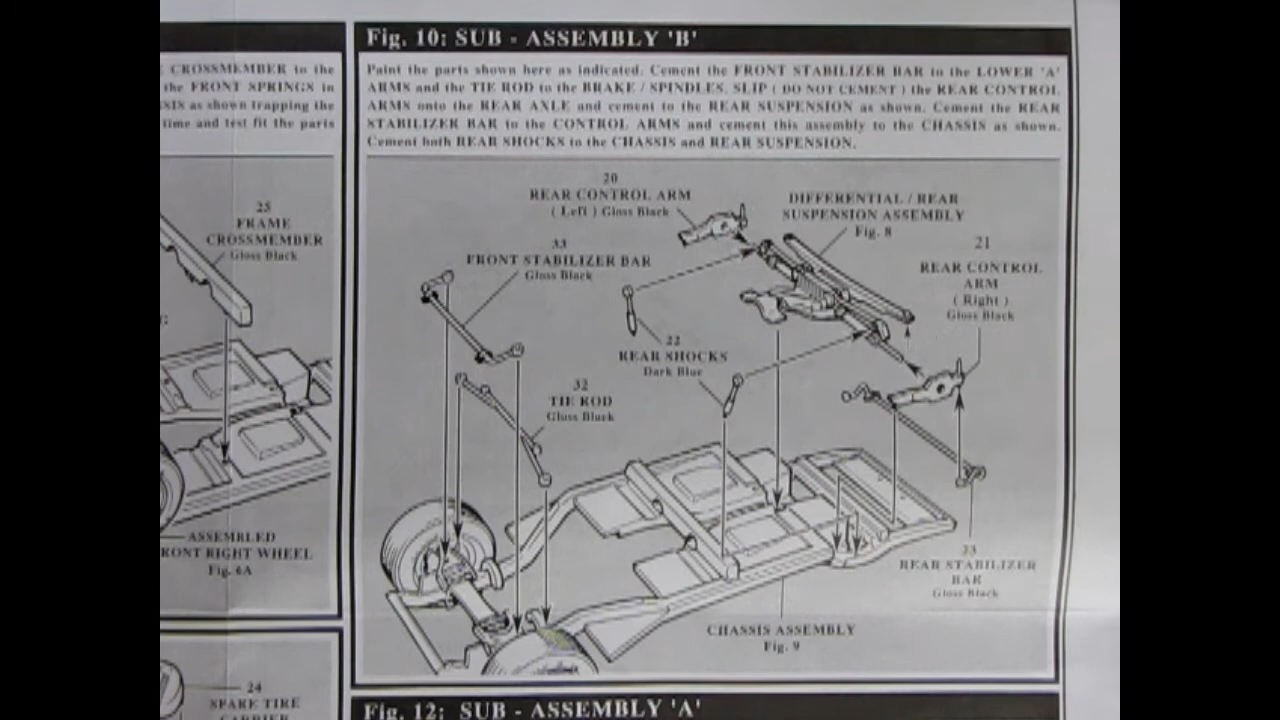 CROSSMEMBER to the
the FRONT SPRINGS in
as shown trapping the
time and test fit the parts
25
FRAME
CROSSMEMBER
Gloss Black
ASSEMBLED
FRONT RIGHT WHEEL
Fig. 6A
24
SPARE TIRE
CARRIER
Fig. 10: SUB - ASSEMBLY 'B'
Paint the parts shown here as indicated. Cement the FRONT STABILIZER BAR to the LOWER 'A'
ARMS and the TIE ROD to the BRAKE / SPINDLES. SLIP ( DO NOT CEMENT ) the REAR CONTROL
ARMS onto the REAR AXLE and cement to the REAR SUSPENSION as shown. Cement the REAR
STABILIZER BAR to the CONTROL ARMS and cement this assembly to the CHASSIS as shown.
Cement both REAR SHOCKS to the CHASSIS and REAR SUSPENSION.
20
REAR CONTROL ARM
( Left ) Gloss Black
DIFFERENTIAL / REAR
SUSPENSION ASSEMBLY
Fig. 8
33
FRONT STABILIZER BAR
Gloss Black
21
REAR CONTROL
ARM
( Right )
Gloss Black
22
REAR SHOCKS
Dark Blue
32
TIE ROD
Gloss Black
23
REAR STABILIZER
BAR
Gloss Black
CHASSIS ASSEMBLY
Fig. 9
Fig. 12: SUB - ASSEMBLY 'A'